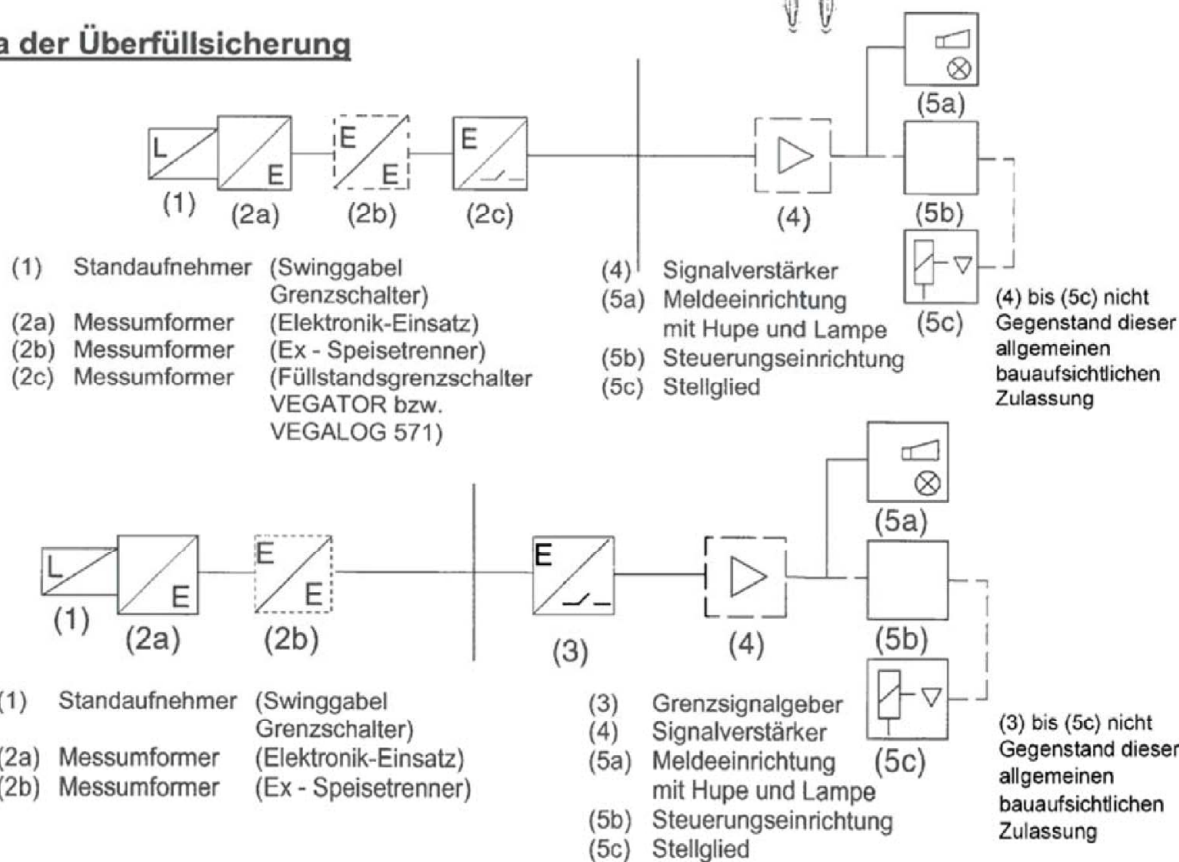 a der Überfüllsicherung
L
E
E
E
E
(1)
(2a)
(2b)
(2c)
(4)
(5a)
(5b)
(5c)
(1) Standaufnehmer (Swinggabel
Grenzschalter)
(2a) Messumformer (Elektronik-Einsatz)
(2b) Messumformer (Ex - Speisetrenner)
(2c) Messumformer (Füllstandsgrenzschalter
VEGATOR bzw.
VEGALOG 571)
(4) Signalverstärker
(5a) Meldeeinrichtung
mit Hupe und Lampe
(5b) Steuerungseinrichtung
(5c) Stellglied
(4) bis (5c) nicht
Gegenstand dieser
allgemeinen
bauaufsichtlichen
Zulassung
L
E
E
E
E
(1)
(2a)
(2b)
(3)
(4)
(5a)
(5b)
(5c)
(1) Standaufnehmer (Swinggabel
Grenzschalter)
(2a) Messumformer (Elektronik-Einsatz)
(2b) Messumformer (Ex - Speisetrenner)
(3) Grenzsignalgeber
(4) Signalverstärker
(5a) Meldeeinrichtung
mit Hupe und Lampe
(5b) Steuerungseinrichtung
(5c) Stellglied
(3) bis (5c) nicht
Gegenstand dieser
allgemeinen
bauaufsichtlichen
Zulassung